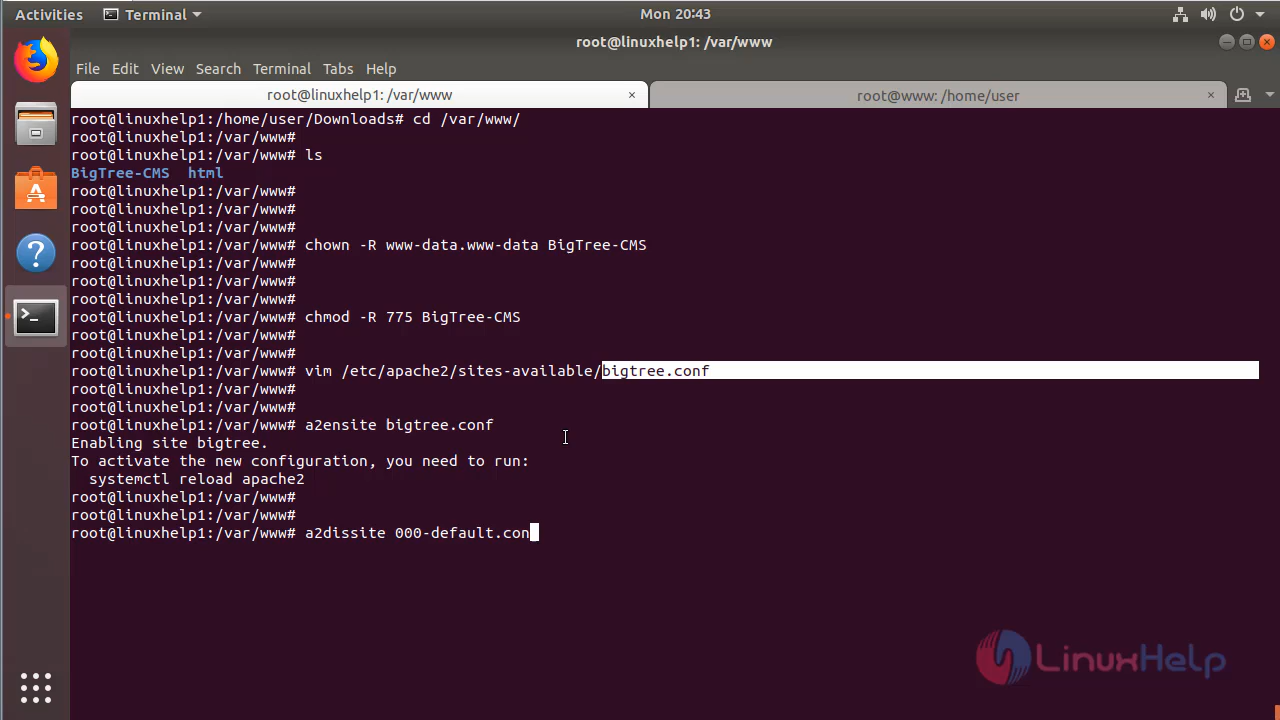 Activities Terminal Mon 20:43
root@linuxhelp1: /var/www
File Edit View Search Terminal Tabs Help
root@linuxhelp1: /var/www × root@www: /home/user ×
root@linuxhelp1:/home/user/Downloads# cd /var/www/
root@linuxhelp1:/var/www#
root@linuxhelp1:/var/www# ls
BigTree-CMS html
root@linuxhelp1:/var/www#
root@linuxhelp1:/var/www#
root@linuxhelp1:/var/www#
root@linuxhelp1:/var/www# chown -R www-data.www-data BigTree-CMS
root@linuxhelp1:/var/www#
root@linuxhelp1:/var/www#
root@linuxhelp1:/var/www#
root@linuxhelp1:/var/www# chmod -R 775 BigTree-CMS
root@linuxhelp1:/var/www#
root@linuxhelp1:/var/www#
root@linuxhelp1:/var/www# vim /etc/apache2/sites-available/bigtree.conf
root@linuxhelp1:/var/www#
root@linuxhelp1:/var/www#
root@linuxhelp1:/var/www# a2ensite bigtree.conf
Enabling site bigtree.
To activate the new configuration, you need to run:
systemctl reload apache2
root@linuxhelp1:/var/www#
root@linuxhelp1:/var/www#
root@linuxhelp1:/var/www# a2dissite 000-default.con
LinuxHelp